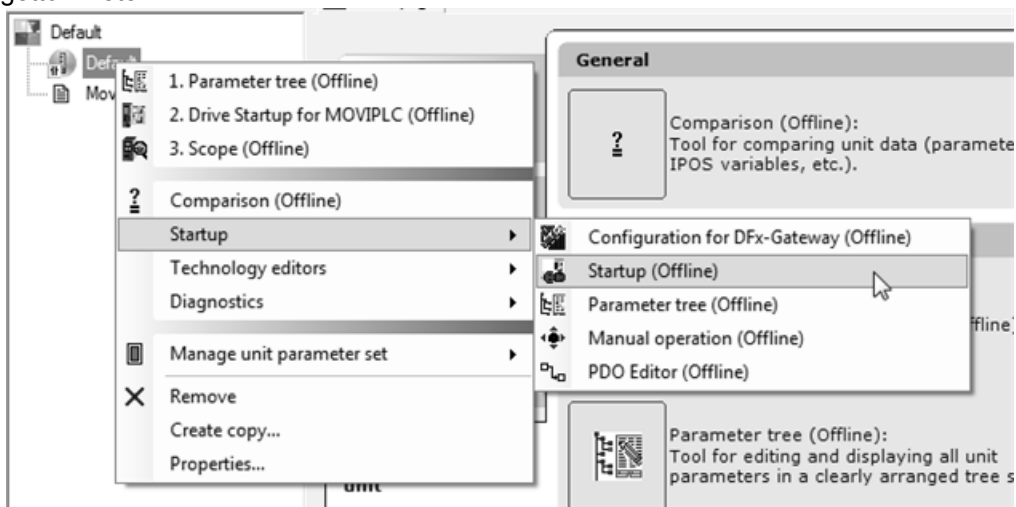 Default
Defa
Mov
1. Parameter tree (Offline)
2. Drive Startup for MOVIPLC (Offline)
3. Scope (Offline)
Comparison (Offline)
Startup
Technology editors
Diagnostics
Manage unit parameter set
Remove
Create copy...
Properties...
Configuration for DFx-Gateway (Offline)
Startup (Offline)
Parameter tree (Offline)
Manual operation (Offline)
PDO Editor (Offline)
General
Comparison (Offline):
Tool for comparing unit data (paramete
IPOS variables, etc.).
ffline)
Parameter tree (Offline):
Tool for editing and displaying all unit
parameters in a clearly arranged tree s
unit